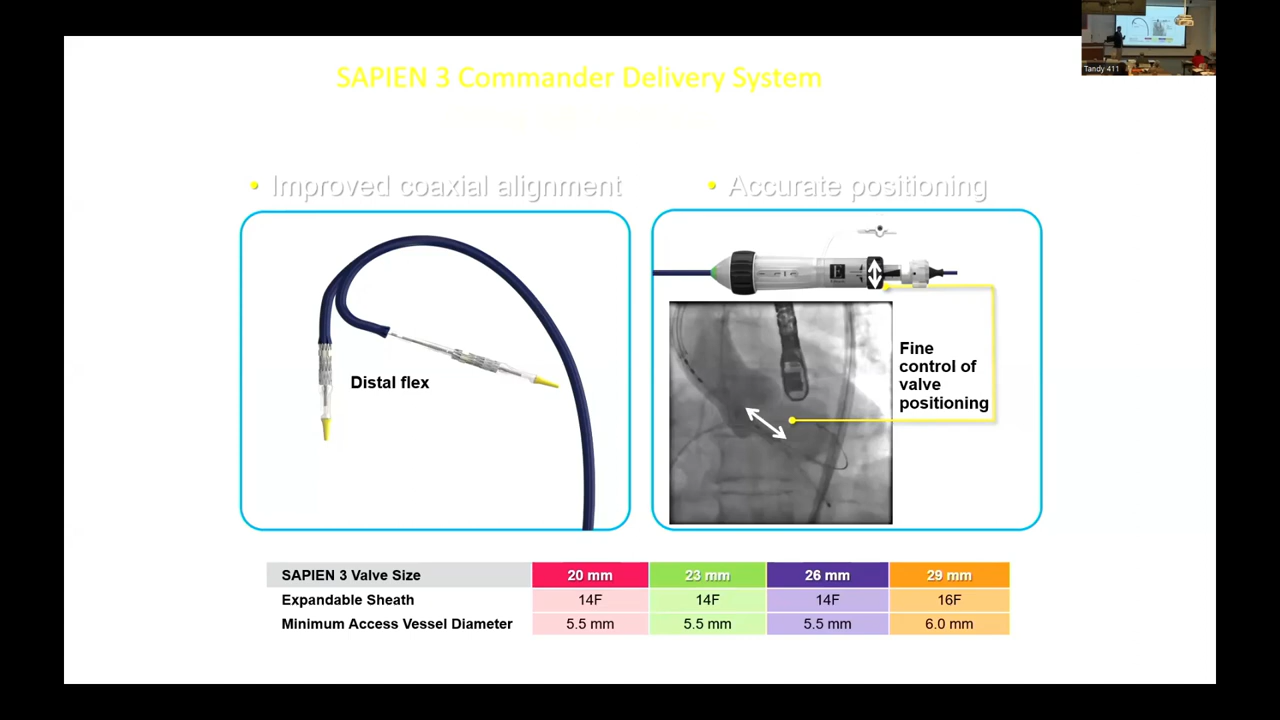 Tandy 411
SAPIEN 3 Commander Delivery System
• Improved coaxial alignment
• Accurate positioning
Distal flex
Fine
control of
valve
positioning
SAPIEN 3 Valve Size 20 mm 23 mm 26 mm 29 mm
Expandable Sheath 14F 14F 14F 16F
Minimum Access Vessel Diameter 5.5 mm 5.5 mm 5.5 mm 6.0 mm